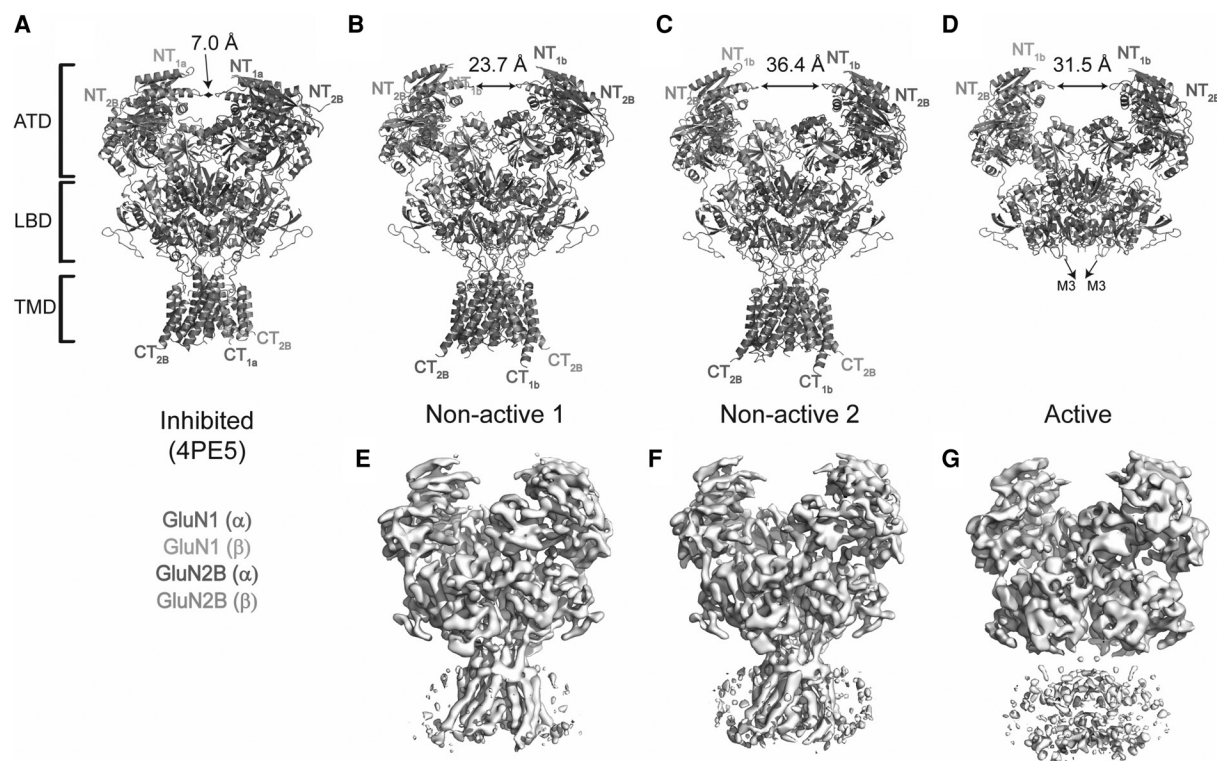 A
B
C
D
7.0 Å
NT1a
NT1a
NT2B
NT2B
23.7 Å
NT1b
NT1b
NT2B
NT2B
36.4 Å
NT1b
NT1b
NT2B
NT2B
31.5 Å
NT1b
NT1b
NT2B
NT2B
ATD
LBD
TMD
CT2B
CT1a
CT2B
CT2B
CT1b
CT2B
CT2B
CT1b
CT2B
M3 M3
Inhibited
(4PE5)
Non-active 1
Non-active 2
Active
E
F
G
GluN1 (α)
GluN1 (β)
GluN2B (α)
GluN2B (β)